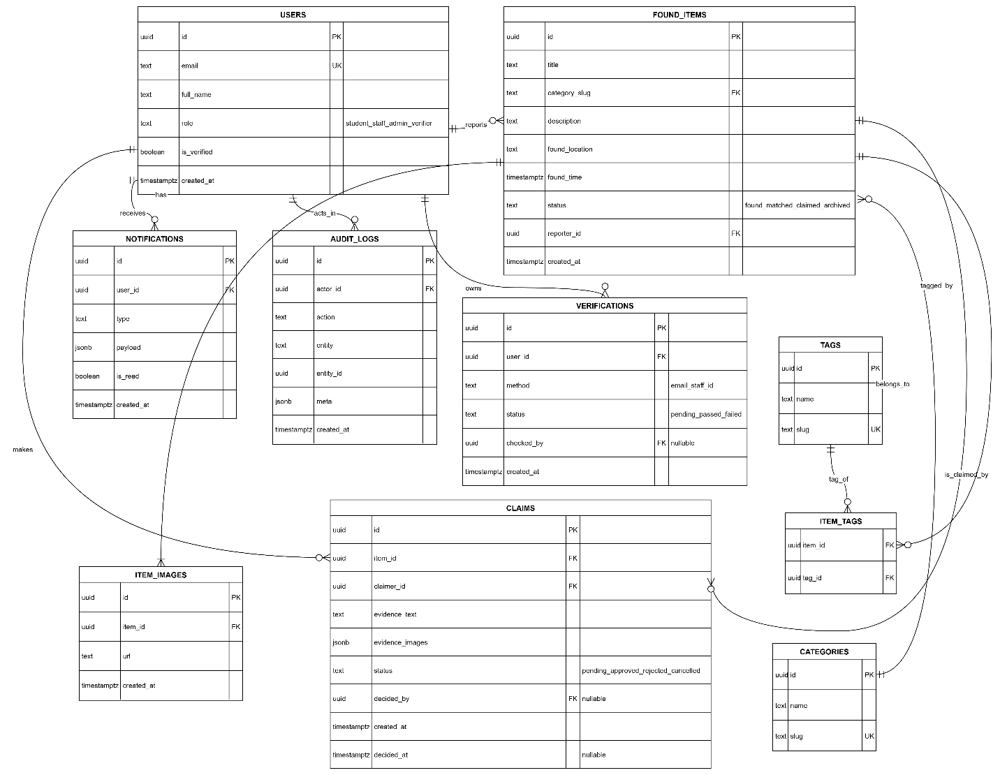 USERS
uuid id PK
text email UK
text full_name
text role student_staff_admin_verifier
boolean is_verified
timestamptz created_at
FOUND_ITEMS
uuid id PK
text title
text category_slug FK
text description
text found_location
timestamptz found_time
text status found_matched_claimed_archived
uuid reporter_id FK
timestamptz created_at
reports
has
receives
acts_in
owns
tagged_by
belongs_to
is_claimed_by
makes
tag_of
NOTIFICATIONS
uuid id PK
uuid user_id FK
text type
jsonb payload
boolean is_read
timestamptz created_at
AUDIT_LOGS
uuid id PK
uuid actor_id FK
text action
text entity
uuid entity_id
jsonb meta
timestamptz created_at
VERIFICATIONS
uuid id PK
uuid user_id FK
text method email_staff_id
text status pending_passed_failed
uuid checked_by FK nullable
timestamptz created_at
TAGS
uuid id PK
text name
text slug UK
ITEM_TAGS
uuid item_id FK
uuid tag_id FK
CLAIMS
uuid id PK
uuid item_id FK
uuid claimer_id FK
text evidence_text
jsonb evidence_images
text status pending_approved_rejected_cancelled
uuid decided_by FK nullable
timestamptz created_at
timestamptz decided_at nullable
ITEM_IMAGES
uuid id PK
uuid item_id FK
text url
timestamptz created_at
CATEGORIES
uuid id PK
text name
text slug UK